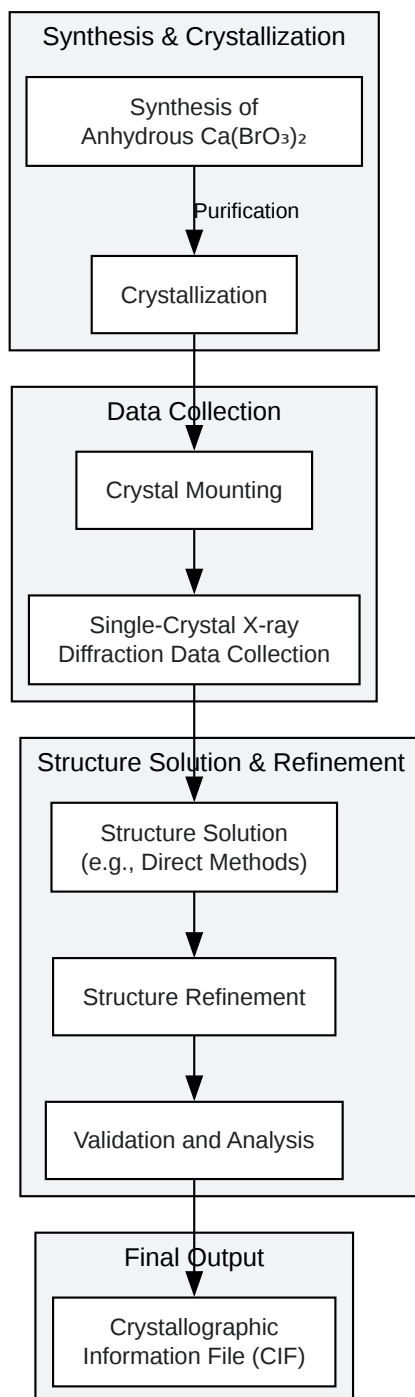 Synthesis & Crystallization
Synthesis of
Anhydrous Ca(BrO₃)₂
Purification
Crystallization
Data Collection
Crystal Mounting
Single-Crystal X-ray
Diffraction Data Collection
Structure Solution & Refinement
Structure Solution
(e.g., Direct Methods)
Structure Refinement
Validation and Analysis
Final Output
Crystallographic
Information File (CIF)